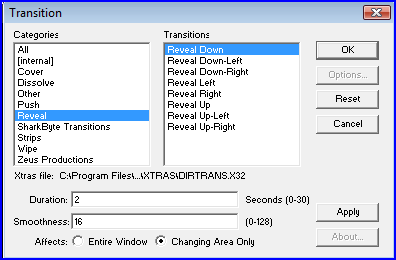 Transition
Categories
Transitions
All
[internal]
Cover
Dissolve
Other
Push
Reveal
SharkByte Transitions
Strips
Wipe
Zeus Productions
Reveal Down
Reveal Down-Left
Reveal Down-Right
Reveal Left
Reveal Right
Reveal Up
Reveal Up-Left
Reveal Up-Right
OK
Options...
Reset
Cancel
Xtras file: C:\Program Files\...\XTRAS\DIRTRANS.X32
Duration: 2 Seconds (0-30)
Smoothness: 16 (0-128)
Affects: Entire Window Changing Area Only
Apply
About...